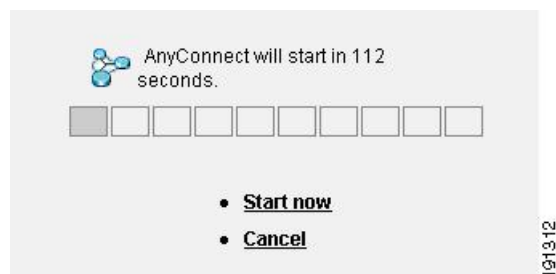 AnyConnect will start in 112
seconds.
Start now
Cancel
191312